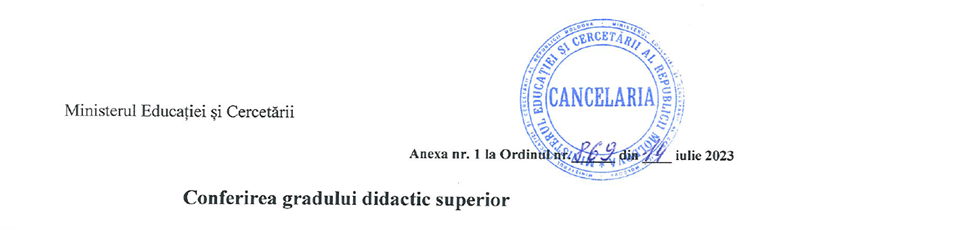 MINISTERUL EDUCAȚIEI ȘI CERCETĂRII AL REPUBLICII MOLDOVA
CANCELARIA
Ministerul Educației și Cercetării
Anexa nr. 1 la Ordinul nr. 869 din 14 iulie 2023
Conferirea gradului didactic superior